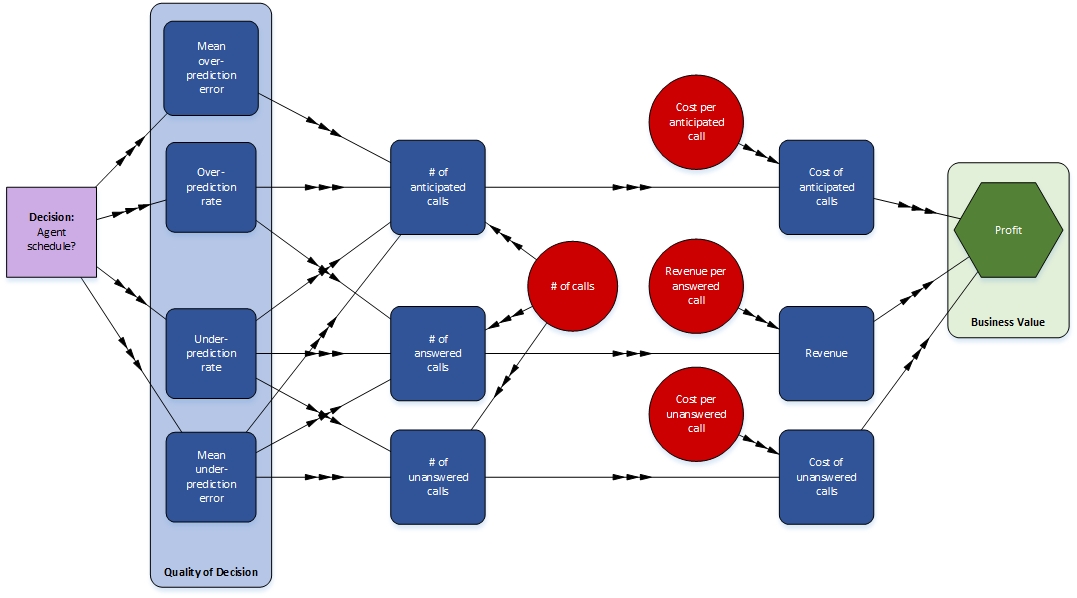 Mean
over-
prediction
error
Over-
prediction
rate
Decision:
Agent
schedule?
Under-
prediction
rate
Mean
under-
prediction
error
Quality of Decision
# of
anticipated
calls
# of
answered
calls
# of
unanswered
calls
# of calls
Cost per
anticipated
call
Revenue per
answered
call
Cost per
unanswered
call
Cost of
anticipated
calls
Revenue
Cost of
unanswered
calls
Profit
Business Value